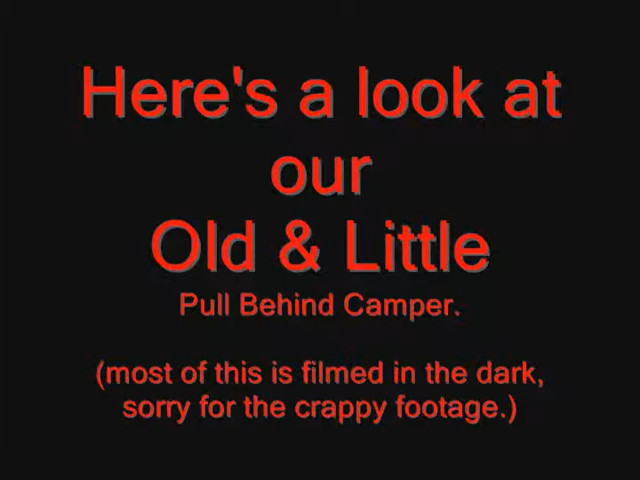 Here's a look at
our
Old & Little
Pull Behind Camper.
(most of this is filmed in the dark,
sorry for the crappy footage.)